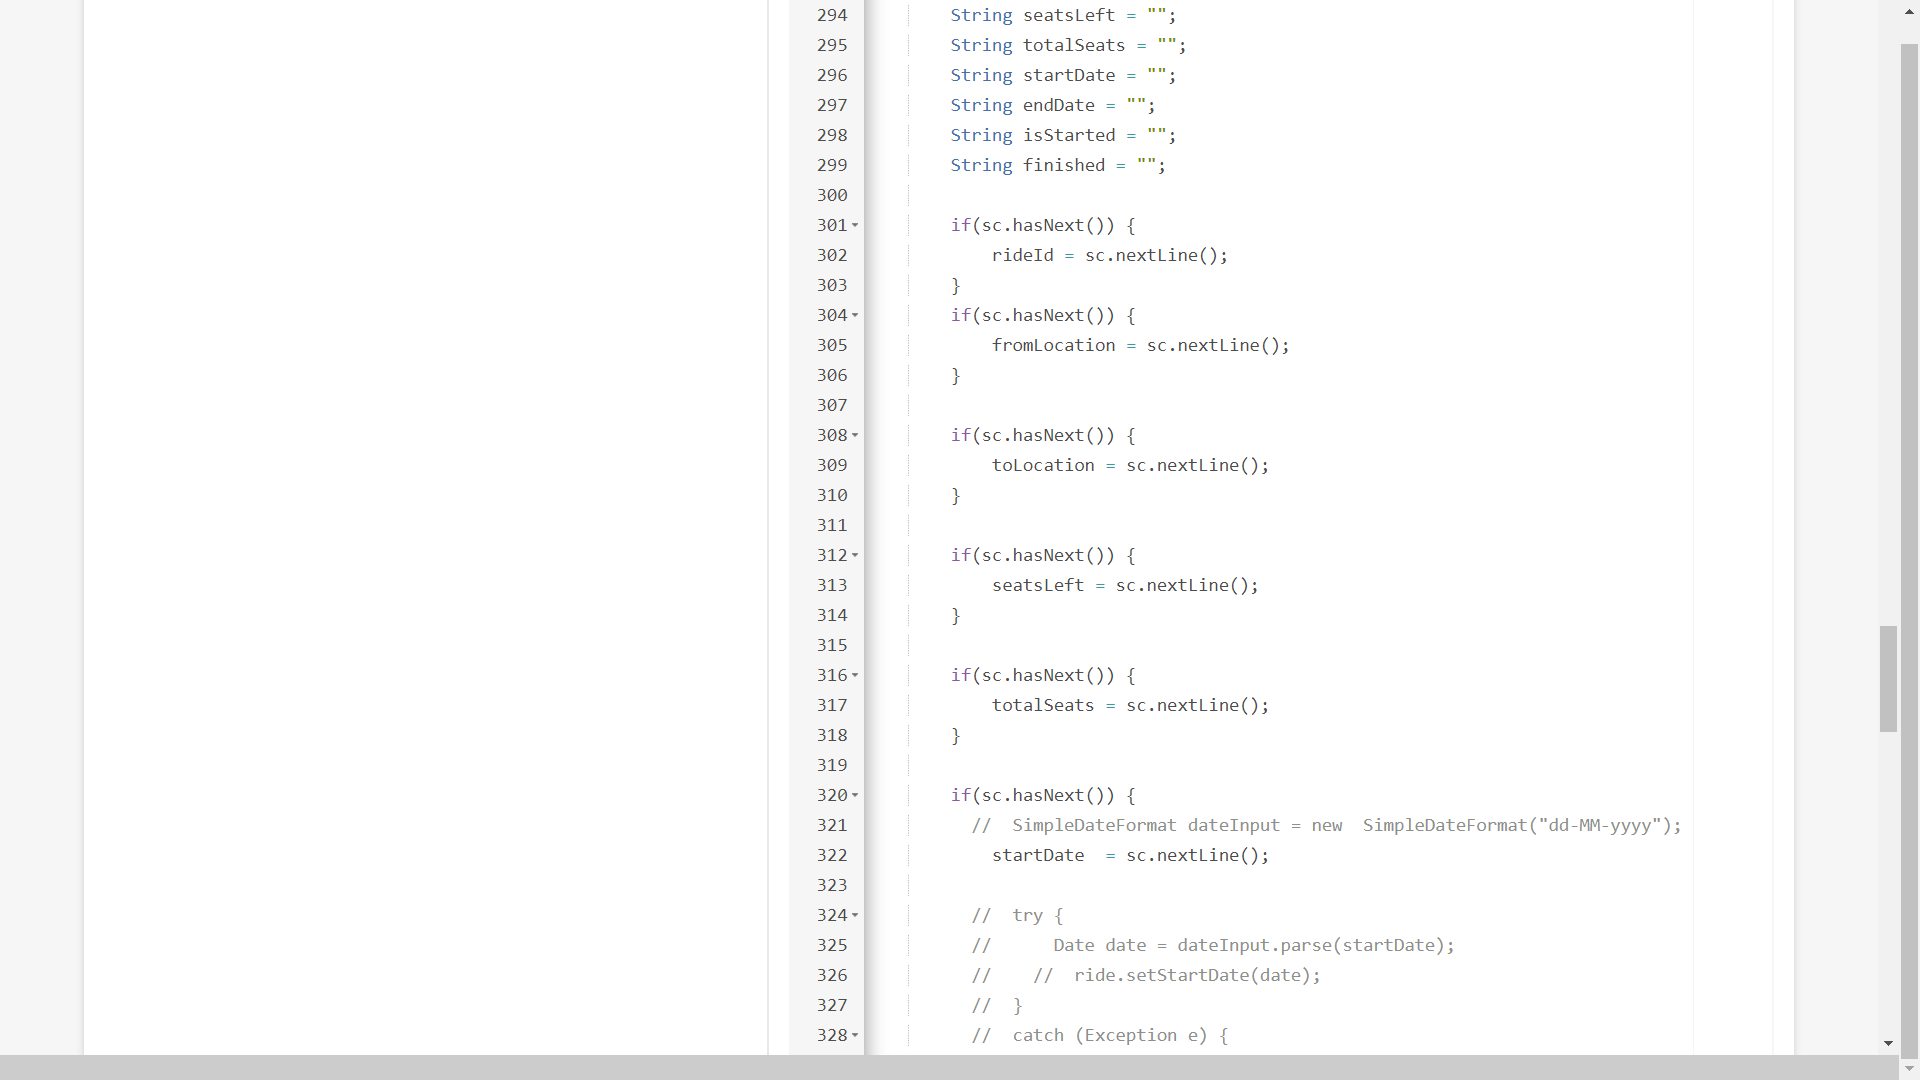 294 String seatsLeft = "";
295 String totalSeats = "";
296 String startDate = "";
297 String endDate = "";
298 String isStarted = "";
299 String finished = "";
300
301 if(sc.hasNext()) {
302 rideId = sc.nextLine();
303 }
304 if(sc.hasNext()) {
305 fromLocation = sc.nextLine();
306 }
307
308 if(sc.hasNext()) {
309 toLocation = sc.nextLine();
310 }
311
312 if(sc.hasNext()) {
313 seatsLeft = sc.nextLine();
314 }
315
316 if(sc.hasNext()) {
317 totalSeats = sc.nextLine();
318 }
319
320 if(sc.hasNext()) {
321 //  SimpleDateFormat dateInput = new  SimpleDateFormat("dd-MM-yyyy");
322 startDate  = sc.nextLine();
323
324 //  try {
325 //      Date date = dateInput.parse(startDate);
326 //    //  ride.setStartDate(date);
327 //  }
328 //  catch (Exception e) {